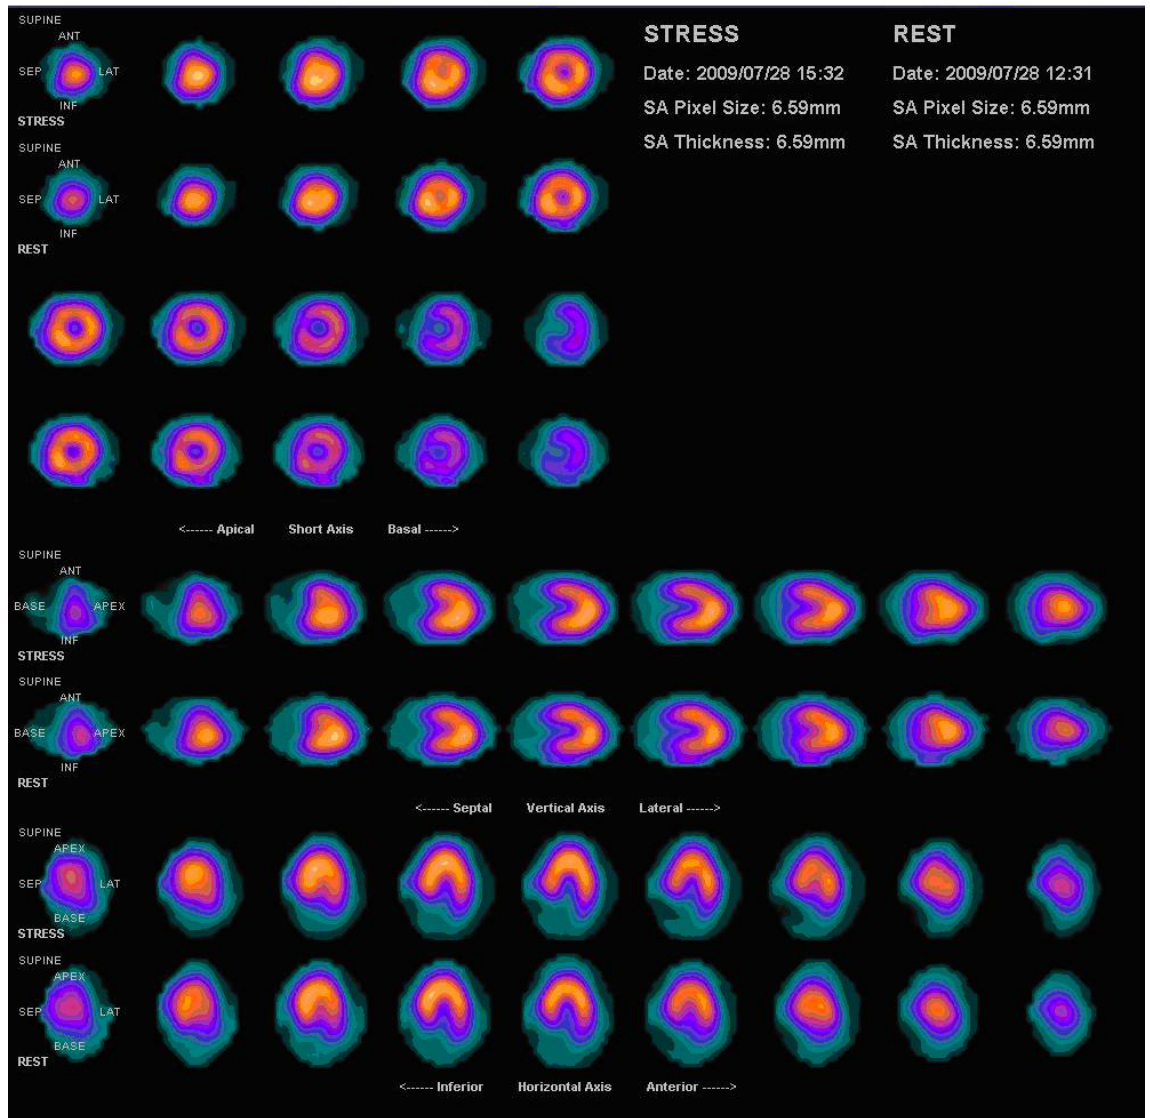 SUPINE
ANT
SEP LAT
INF
STRESS
SUPINE
ANT
SEP LAT
INF
REST
STRESS
Date: 2009/07/28 15:32
SA Pixel Size: 6.59mm
SA Thickness: 6.59mm
REST
Date: 2009/07/28 12:31
SA Pixel Size: 6.59mm
SA Thickness: 6.59mm
<------ Apical Short Axis Basal ------>
SUPINE
ANT
BASE APEX
INF
STRESS
SUPINE
ANT
BASE APEX
INF
REST
<------ Septal Vertical Axis Lateral ------>
SUPINE
APEX
SEP LAT
BASE
STRESS
SUPINE
APEX
SEP LAT
BASE
REST
<------ Inferior Horizontal Axis Anterior ------>